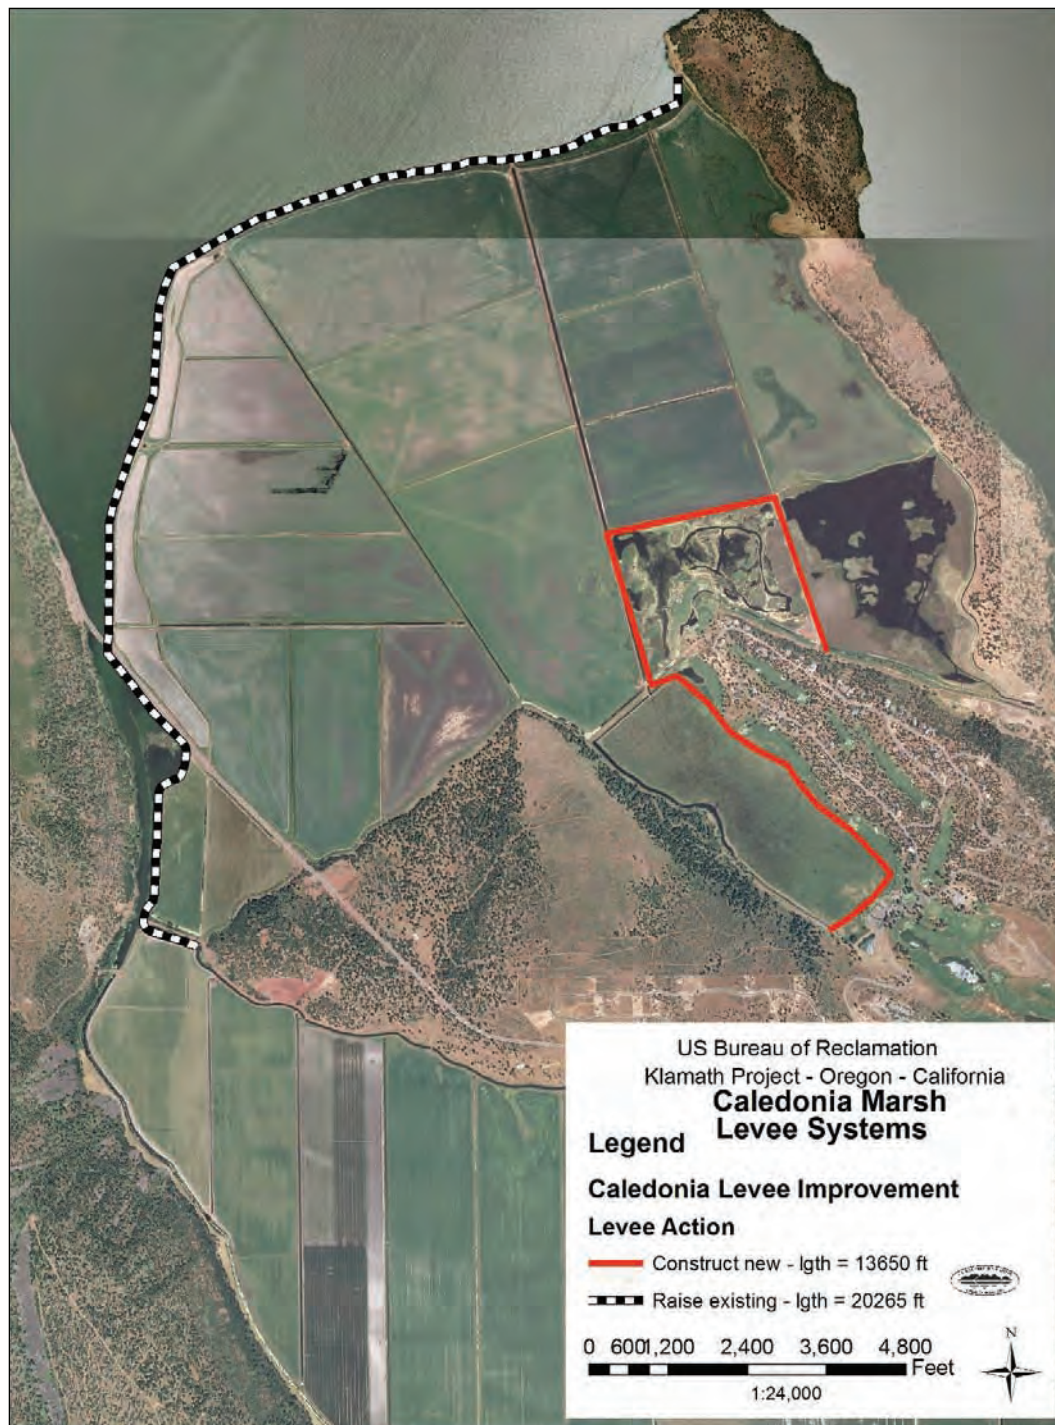 US Bureau of Reclamation
Klamath Project - Oregon - California
Caledonia Marsh
Levee Systems
Legend
Caledonia Levee Improvement
Levee Action
Construct new - lgth = 13650 ft
Raise existing - lgth = 20265 ft
0 600 1,200 2,400 3,600 4,800
Feet
1:24,000
N